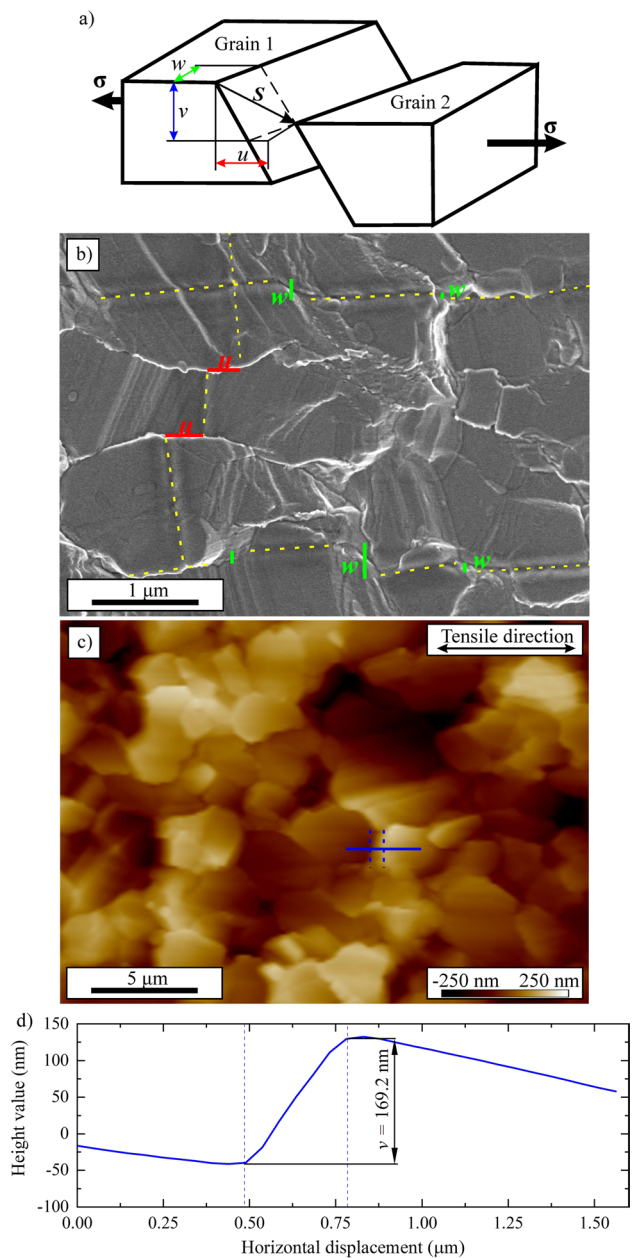 a)
Grain 1
w
σ
v
S
Grain 2
σ
u
b)
w
w
u
u
w
w
1 μm
c)
Tensile direction
5 μm
-250 nm 250 nm
d)
150
100
50
0
-50
-100
Height value (nm)
v = 169.2 nm
0.00 0.25 0.50 0.75 1.00 1.25 1.50
Horizontal displacement (μm)